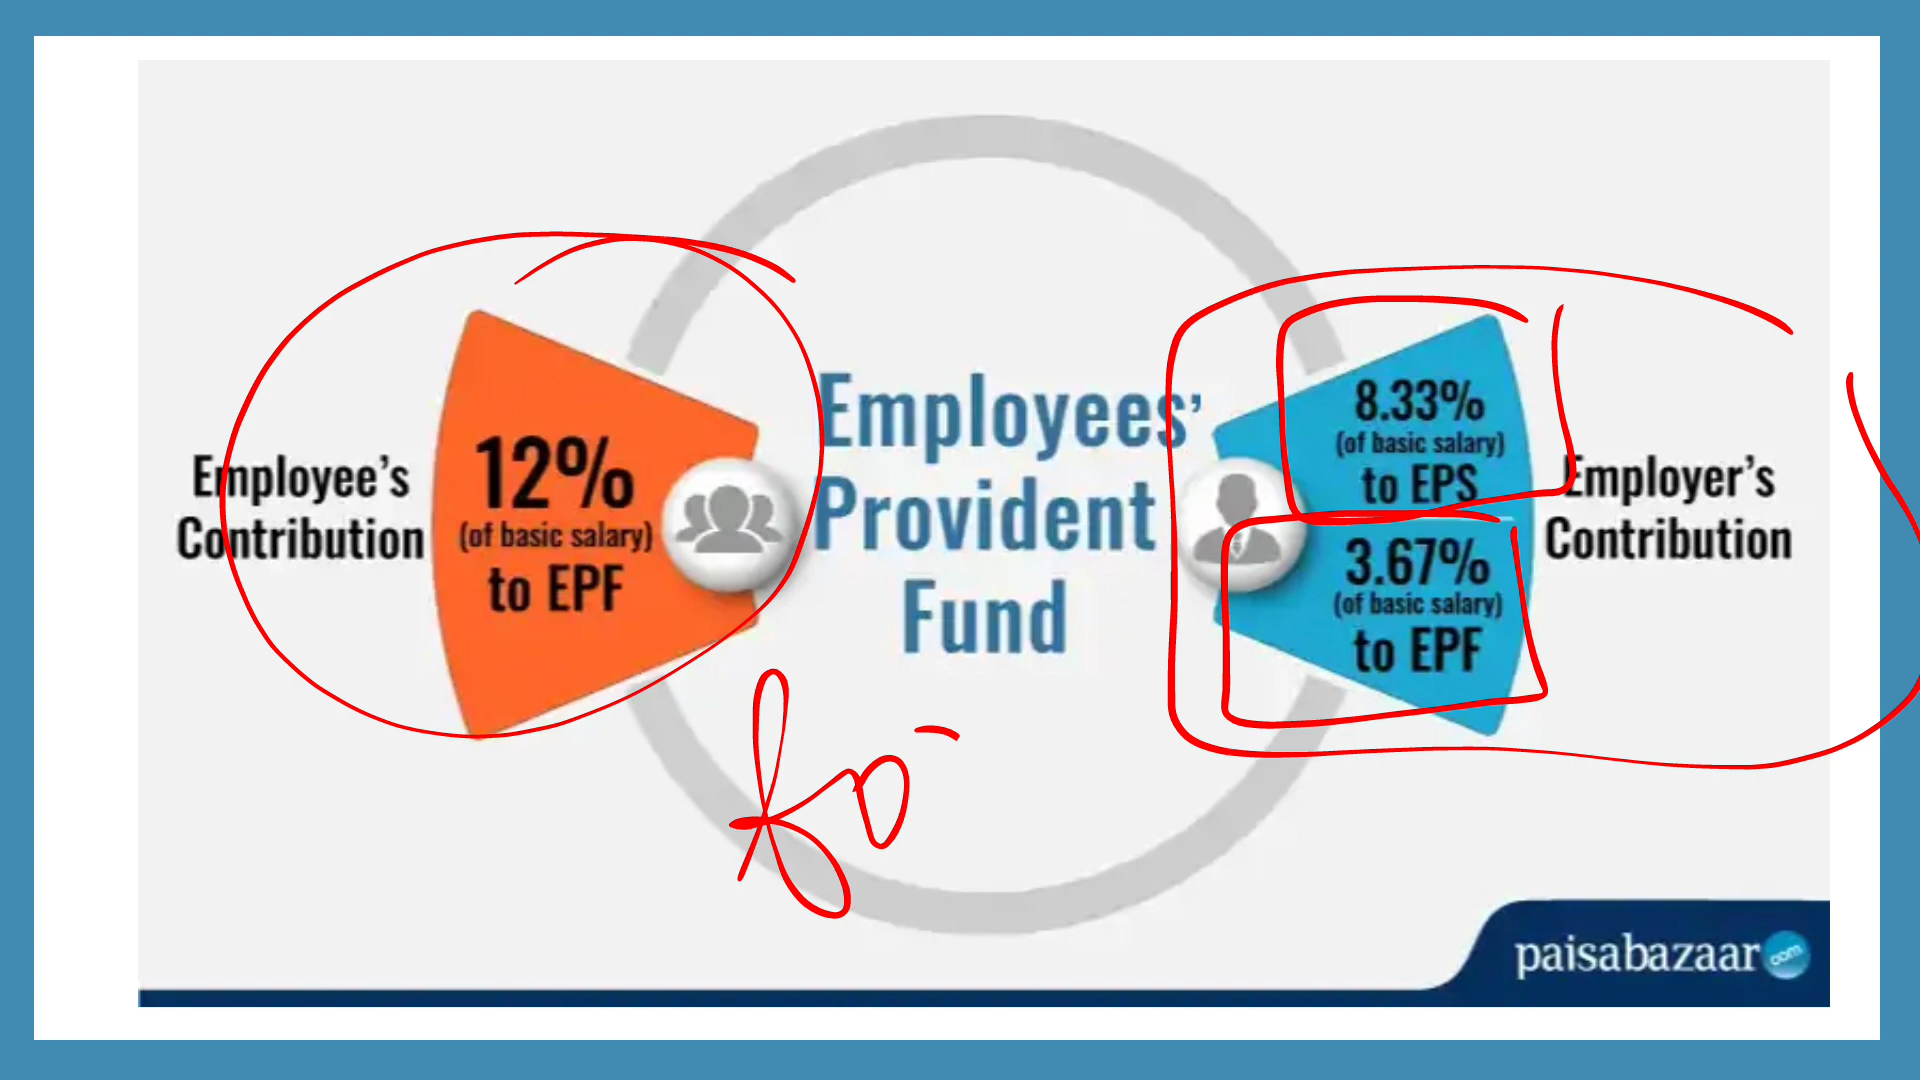 Employees'
Provident
Fund
Employee's
Contribution
12%
(of basic salary)
to EPF
8.33%
(of basic salary)
to EPS
3.67%
(of basic salary)
to EPF
Employer's
Contribution
paisabazaar.com